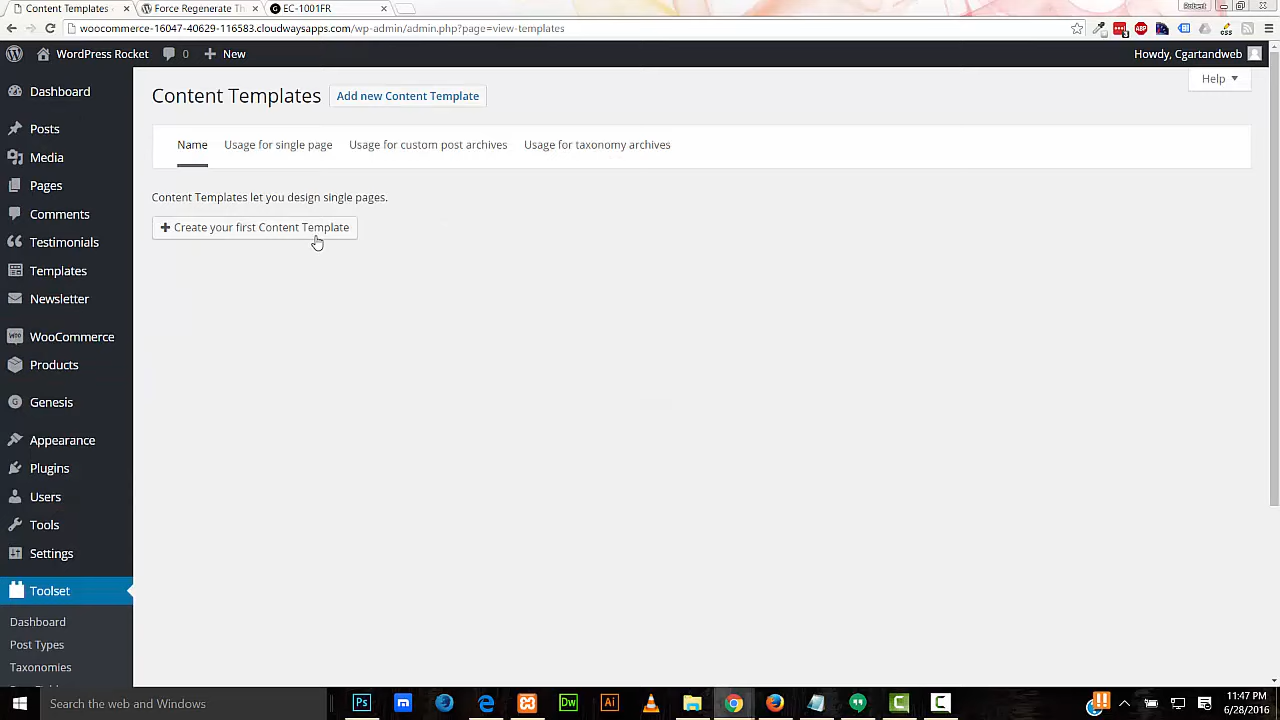 Content Templates
Force Regenerate Th
EC-1001FR
Robert
woocommerce-16047-40629-116583.cloudwaysapps.com/wp-admin/admin.php?page=view-templates
WordPress Rocket
0
New
Howdy, Cgartandweb
Help
Content Templates
Add new Content Template
Name
Usage for single page
Usage for custom post archives
Usage for taxonomy archives
Content Templates let you design single pages.
Create your first Content Template
Dashboard
Posts
Media
Pages
Comments
Testimonials
Templates
Newsletter
WooCommerce
Products
Genesis
Appearance
Plugins
Users
Tools
Settings
Toolset
Dashboard
Post Types
Taxonomies
Search the web and Windows
11:47 PM
6/28/2016